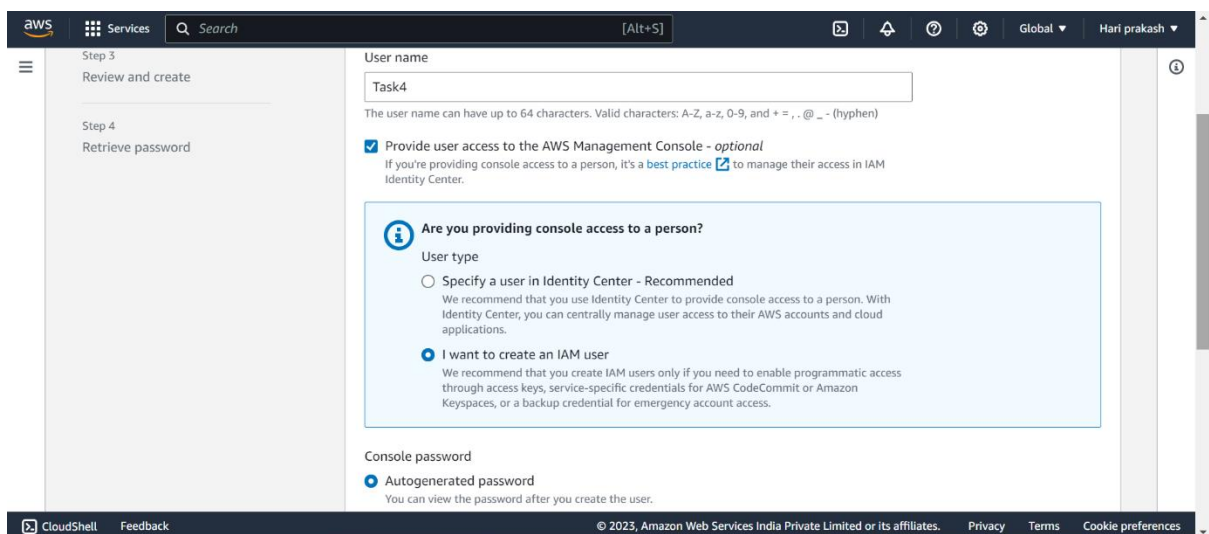 aws Services Search [Alt+S] Global ▼ Hari prakash ▼
Step 3
Review and create
Step 4
Retrieve password
User name
Task4
The user name can have up to 64 characters. Valid characters: A-Z, a-z, 0-9, and + = , . @ _ - (hyphen)
Provide user access to the AWS Management Console - optional
If you're providing console access to a person, it's a best practice to manage their access in IAM
Identity Center.
Are you providing console access to a person?
User type
Specify a user in Identity Center - Recommended
We recommend that you use Identity Center to provide console access to a person. With
Identity Center, you can centrally manage user access to their AWS accounts and cloud
applications.
I want to create an IAM user
We recommend that you create IAM users only if you need to enable programmatic access
through access keys, service-specific credentials for AWS CodeCommit or Amazon
Keyspaces, or a backup credential for emergency account access.
Console password
Autogenerated password
You can view the password after you create the user.
CloudShell Feedback © 2023, Amazon Web Services India Private Limited or its affiliates. Privacy Terms Cookie preferences